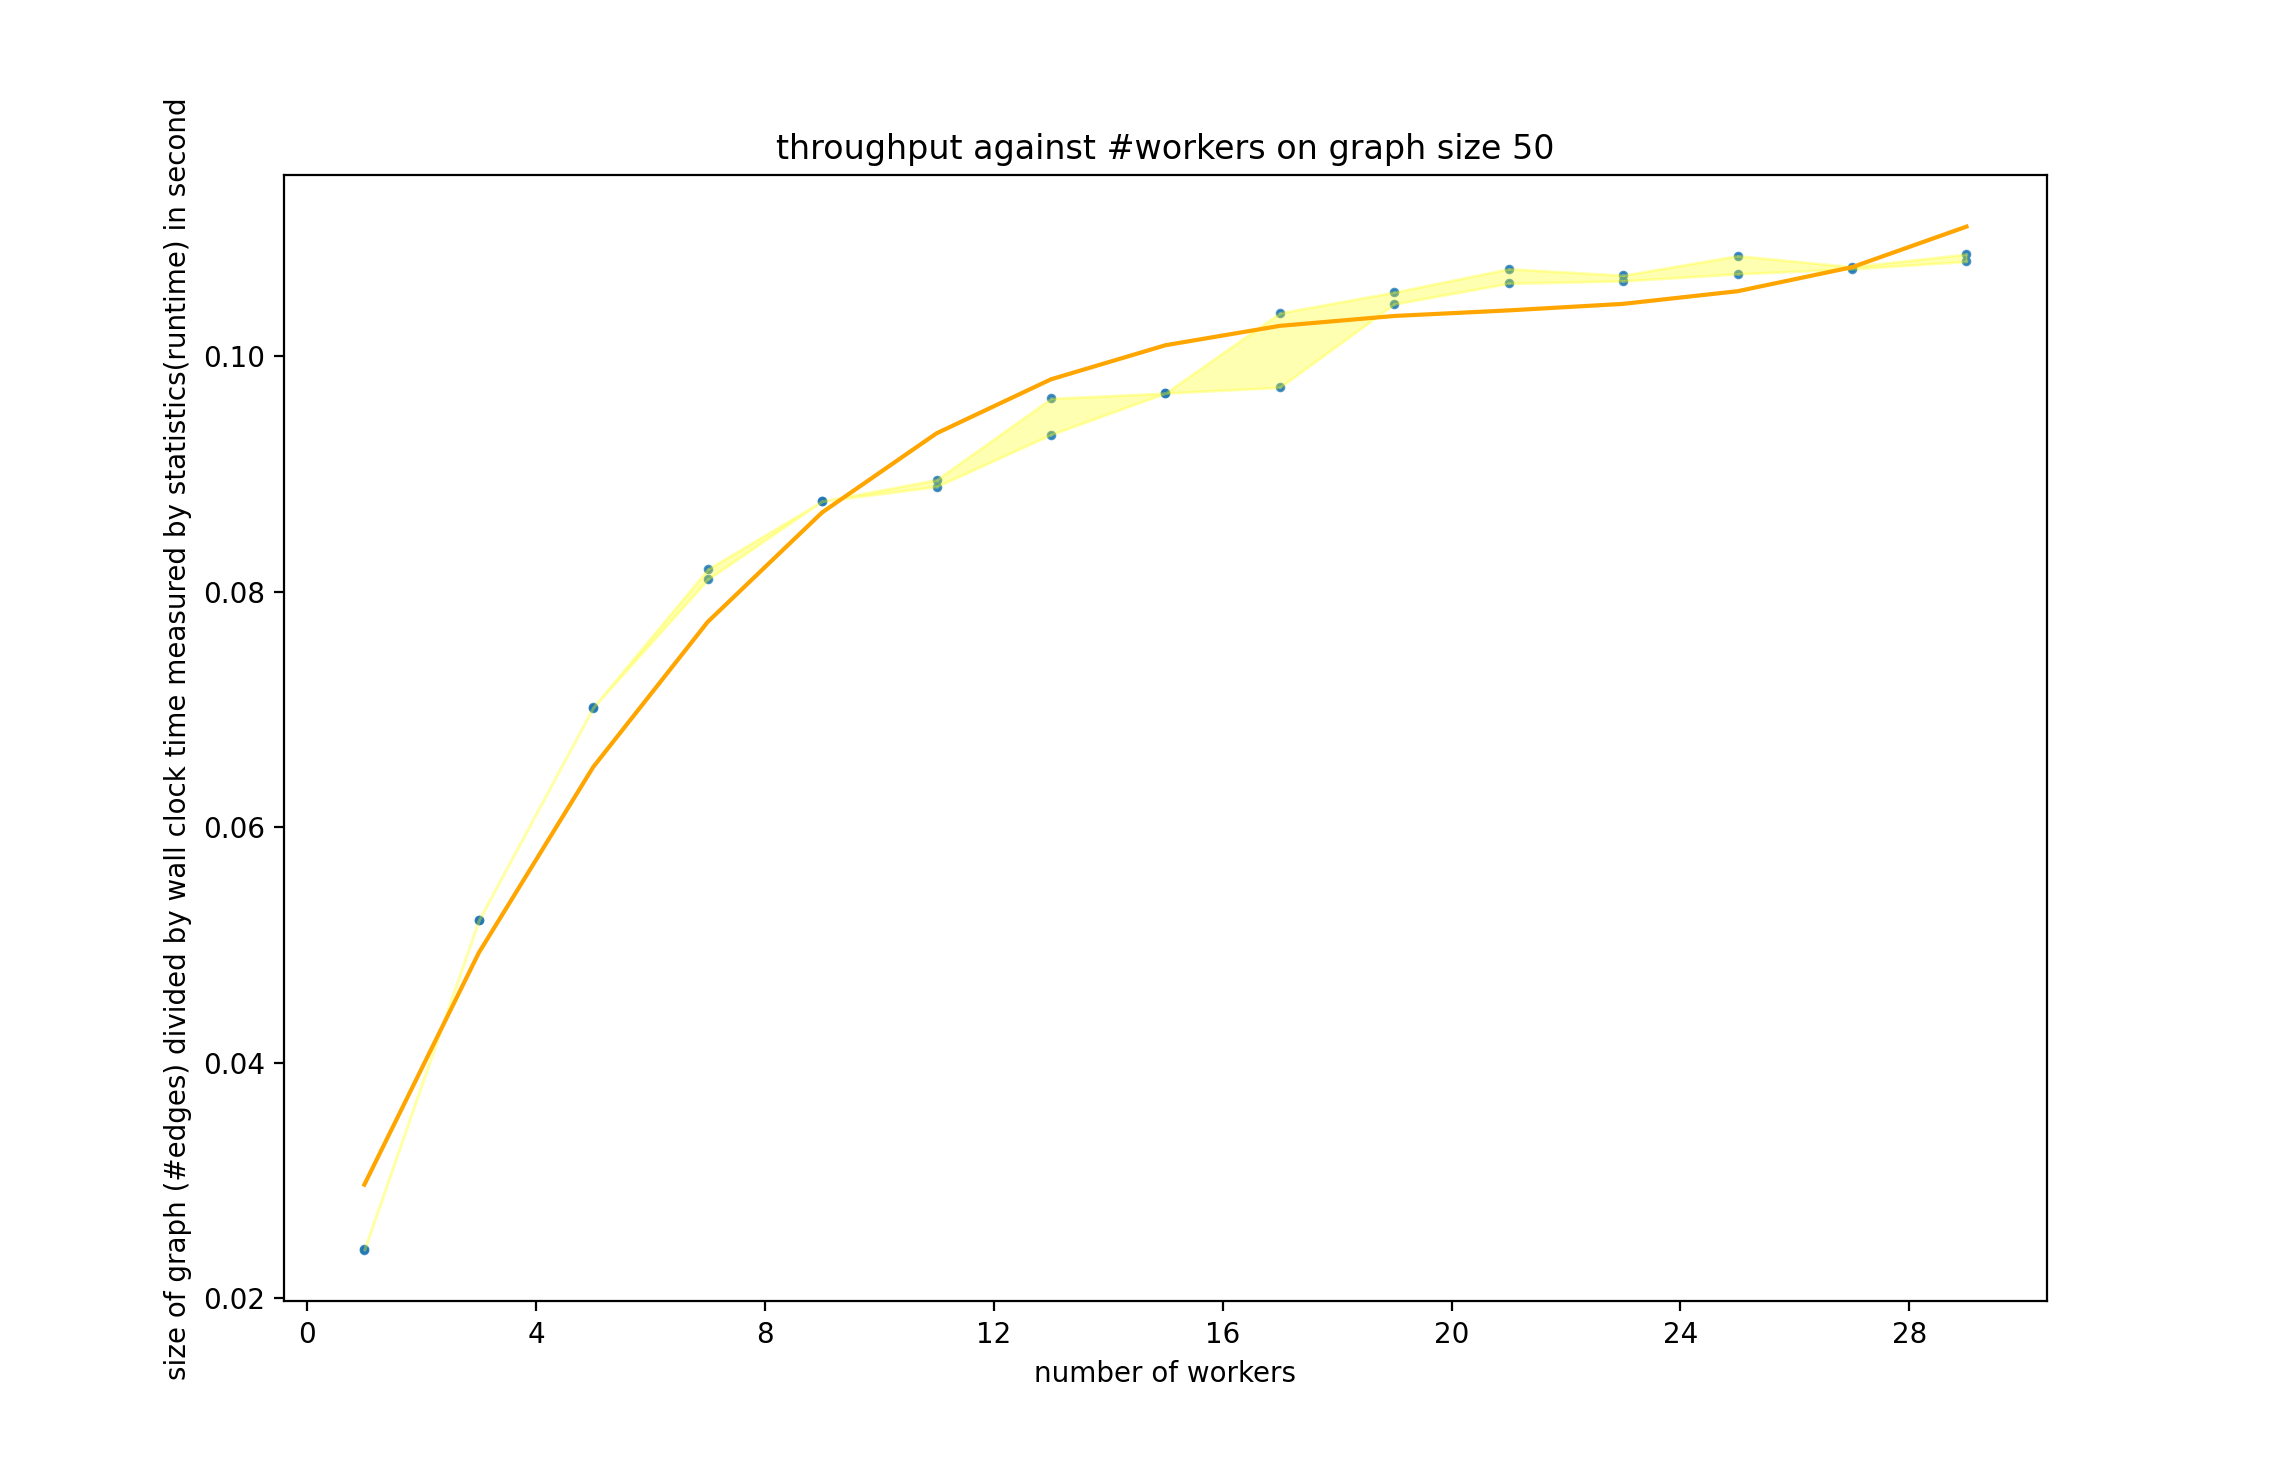 throughput against #workers on graph size 50
size of graph (#edges) divided by wall clock time measured by statistics(runtime) in second
0.10
0.08
0.06
0.04
0.02
0 4 8 12 16 20 24 28
number of workers